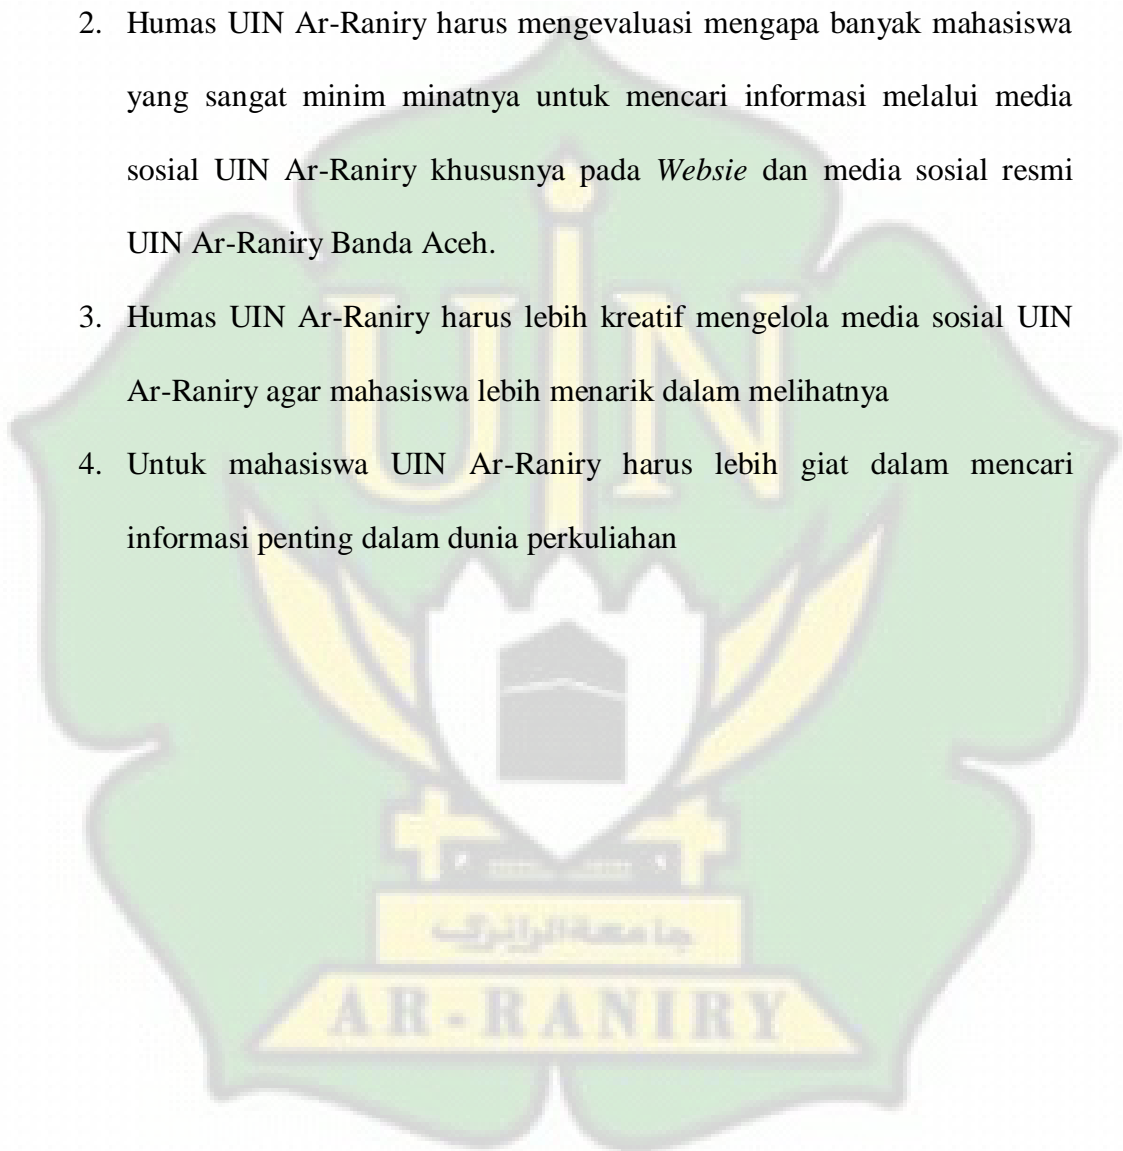 2. Humas UIN Ar-Raniry harus mengevaluasi mengapa banyak mahasiswa
yang sangat minim minatnya untuk mencari informasi melalui media
sosial UIN Ar-Raniry khususnya pada Websie dan media sosial resmi
UIN Ar-Raniry Banda Aceh.
3. Humas UIN Ar-Raniry harus lebih kreatif mengelola media sosial UIN
Ar-Raniry agar mahasiswa lebih menarik dalam melihatnya
4. Untuk mahasiswa UIN Ar-Raniry harus lebih giat dalam mencari
informasi penting dalam dunia perkuliahan
UIN
جامعة الرانري
AR-RANIRY